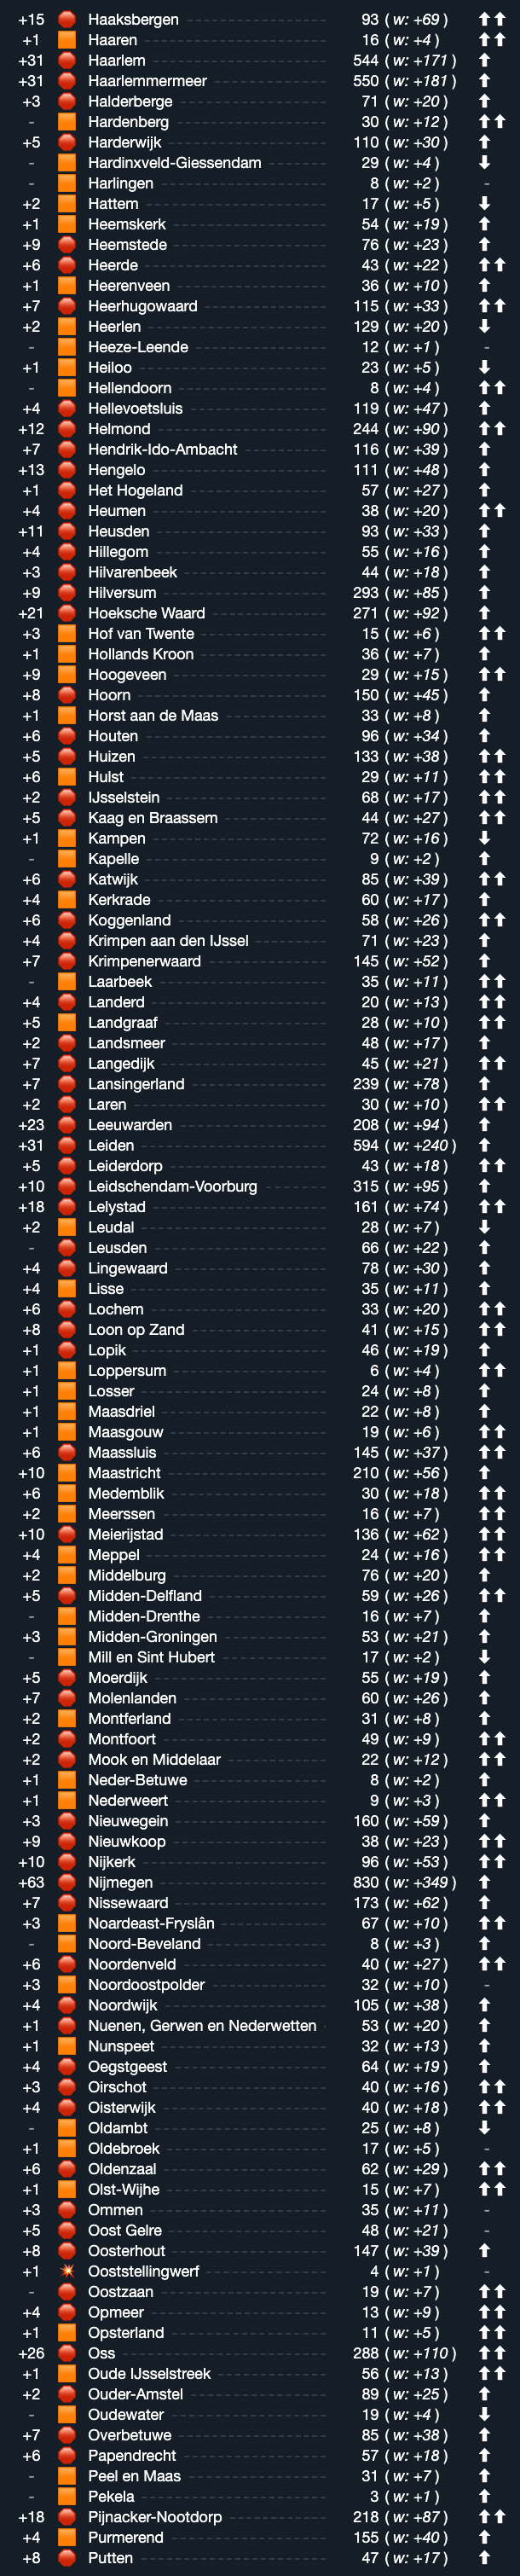 +15 Haaksbergen 93 ( w: +69 )
+1 Haaren 16 ( w: +4 )
+31 Haarlem 544 ( w: +171 )
+31 Haarlemmermeer 550 ( w: +181 )
+3 Halderberge 71 ( w: +20 )
- Hardenberg 30 ( w: +12 )
+5 Harderwijk 110 ( w: +30 )
- Hardinxveld-Giessendam 29 ( w: +4 )
- Harlingen 8 ( w: +2 ) -
+2 Hattem 17 ( w: +5 )
+1 Heemskerk 54 ( w: +19 )
+9 Heemstede 76 ( w: +23 )
+6 Heerde 43 ( w: +22 )
+1 Heerenveen 36 ( w: +10 )
+7 Heerhugowaard 115 ( w: +33 )
+2 Heerlen 129 ( w: +20 )
- Heeze-Leende 12 ( w: +1 ) -
+1 Heiloo 23 ( w: +5 )
- Hellendoorn 8 ( w: +4 )
+4 Hellevoetsluis 119 ( w: +47 )
+12 Helmond 244 ( w: +90 )
+7 Hendrik-Ido-Ambacht 116 ( w: +39 )
+13 Hengelo 111 ( w: +48 )
+1 Het Hogeland 57 ( w: +27 )
+4 Heumen 38 ( w: +20 )
+11 Heusden 93 ( w: +33 )
+4 Hillegom 55 ( w: +16 )
+3 Hilvarenbeek 44 ( w: +18 )
+9 Hilversum 293 ( w: +85 )
+21 Hoeksche Waard 271 ( w: +92 )
+3 Hof van Twente 15 ( w: +6 )
+1 Hollands Kroon 36 ( w: +7 )
+9 Hoogeveen 29 ( w: +15 )
+8 Hoorn 150 ( w: +45 )
+1 Horst aan de Maas 33 ( w: +8 )
+6 Houten 96 ( w: +34 )
+5 Huizen 133 ( w: +38 )
+6 Hulst 29 ( w: +11 )
+2 IJsselstein 68 ( w: +17 )
+5 Kaag en Braassem 44 ( w: +27 )
+1 Kampen 72 ( w: +16 )
- Kapelle 9 ( w: +2 )
+6 Katwijk 85 ( w: +39 )
+4 Kerkrade 60 ( w: +17 )
+6 Koggenland 58 ( w: +26 )
+4 Krimpen aan den IJssel 71 ( w: +23 )
+7 Krimpenerwaard 145 ( w: +52 )
- Laarbeek 35 ( w: +11 )
+4 Landerd 20 ( w: +13 )
+5 Landgraaf 28 ( w: +10 )
+2 Landsmeer 48 ( w: +17 )
+7 Langedijk 45 ( w: +21 )
+7 Lansingerland 239 ( w: +78 )
+2 Laren 30 ( w: +10 )
+23 Leeuwarden 208 ( w: +94 )
+31 Leiden 594 ( w: +240 )
+5 Leiderdorp 43 ( w: +18 )
+10 Leidschendam-Voorburg 315 ( w: +95 )
+18 Lelystad 161 ( w: +74 )
+2 Leudal 28 ( w: +7 )
- Leusden 66 ( w: +22 )
+4 Lingewaard 78 ( w: +30 )
+4 Lisse 35 ( w: +11 )
+6 Lochem 33 ( w: +20 )
+8 Loon op Zand 41 ( w: +15 )
+1 Lopik 46 ( w: +19 )
+1 Loppersum 6 ( w: +4 )
+1 Losser 24 ( w: +8 )
+1 Maasdriel 22 ( w: +8 )
+1 Maasgouw 19 ( w: +6 )
+6 Maassluis 145 ( w: +37 )
+10 Maastricht 210 ( w: +56 )
+6 Medemblik 30 ( w: +18 )
+2 Meerssen 16 ( w: +7 )
+10 Meierijstad 136 ( w: +62 )
+4 Meppel 24 ( w: +16 )
+2 Middelburg 76 ( w: +20 )
+5 Midden-Delfland 59 ( w: +26 )
- Midden-Drenthe 16 ( w: +7 )
+3 Midden-Groningen 53 ( w: +21 )
- Mill en Sint Hubert 17 ( w: +2 )
+5 Moerdijk 55 ( w: +19 )
+7 Molenlanden 60 ( w: +26 )
+2 Montferland 31 ( w: +8 )
+2 Montfoort 49 ( w: +9 )
+2 Mook en Middelaar 22 ( w: +12 )
+1 Neder-Betuwe 8 ( w: +2 )
+1 Nederweert 9 ( w: +3 )
+3 Nieuwegein 160 ( w: +59 )
+9 Nieuwkoop 38 ( w: +23 )
+10 Nijkerk 96 ( w: +53 )
+63 Nijmegen 830 ( w: +349 )
+7 Nissewaard 173 ( w: +62 )
+3 Noardeast-Fryslân 67 ( w: +10 )
- Noord-Beveland 8 ( w: +3 )
+6 Noordenveld 40 ( w: +27 )
+3 Noordoostpolder 32 ( w: +10 ) -
+4 Noordwijk 105 ( w: +38 )
+1 Nuenen, Gerwen en Nederwetten 53 ( w: +20 )
+1 Nunspeet 32 ( w: +13 )
+4 Oegstgeest 64 ( w: +19 )
+3 Oirschot 40 ( w: +16 )
+4 Oisterwijk 40 ( w: +18 )
- Oldambt 25 ( w: +8 )
+1 Oldebroek 17 ( w: +5 ) -
+6 Oldenzaal 62 ( w: +29 )
+1 Olst-Wijhe 15 ( w: +7 )
+3 Ommen 35 ( w: +11 ) -
+5 Oost Gelre 48 ( w: +21 ) -
+8 Oosterhout 147 ( w: +39 )
+1 Ooststellingwerf 4 ( w: +1 ) -
- Oostzaan 19 ( w: +7 )
+4 Opmeer 13 ( w: +9 )
+1 Opsterland 11 ( w: +5 )
+26 Oss 288 ( w: +110 )
+1 Oude IJsselstreek 56 ( w: +13 )
+2 Ouder-Amstel 89 ( w: +25 )
- Oudewater 19 ( w: +4 )
+7 Overbetuwe 85 ( w: +38 )
+6 Papendrecht 57 ( w: +18 )
- Peel en Maas 31 ( w: +7 )
- Pekela 3 ( w: +1 )
+18 Pijnacker-Nootdorp 218 ( w: +87 )
+4 Purmerend 155 ( w: +40 )
+8 Putten 47 ( w: +17 )